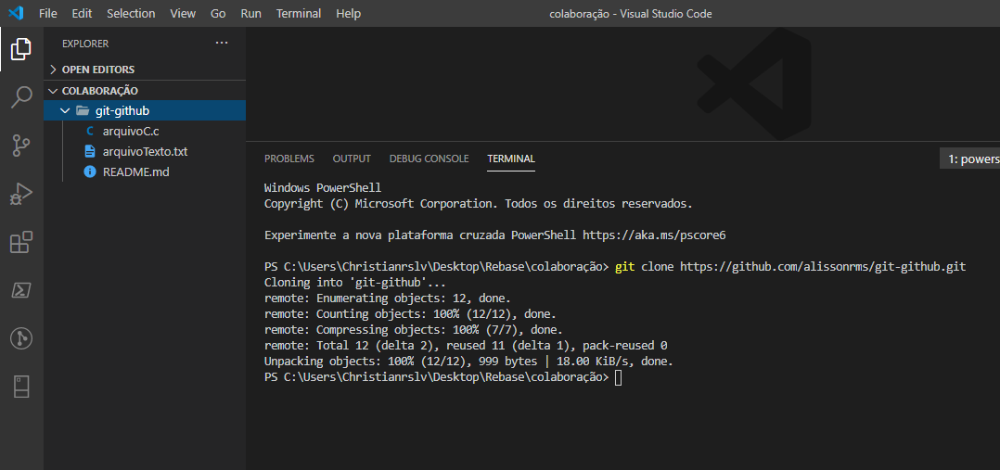 File Edit Selection View Go Run Terminal Help colaboração - Visual Studio Code
EXPLORER ...
OPEN EDITORS
COLABORAÇÃO
git-github
C arquivoC.c
arquivoTexto.txt
README.md
PROBLEMS OUTPUT DEBUG CONSOLE TERMINAL 1: powers
Windows PowerShell
Copyright (C) Microsoft Corporation. Todos os direitos reservados.
Experimente a nova plataforma cruzada PowerShell https://aka.ms/pscore6
PS C:\Users\Christianrslv\Desktop\Rebase\colaboração> git clone https://github.com/alissonrms/git-github.git
Cloning into 'git-github'...
remote: Enumerating objects: 12, done.
remote: Counting objects: 100% (12/12), done.
remote: Compressing objects: 100% (7/7), done.
remote: Total 12 (delta 2), reused 11 (delta 1), pack-reused 0
Unpacking objects: 100% (12/12), 999 bytes | 18.00 KiB/s, done.
PS C:\Users\Christianrslv\Desktop\Rebase\colaboração>